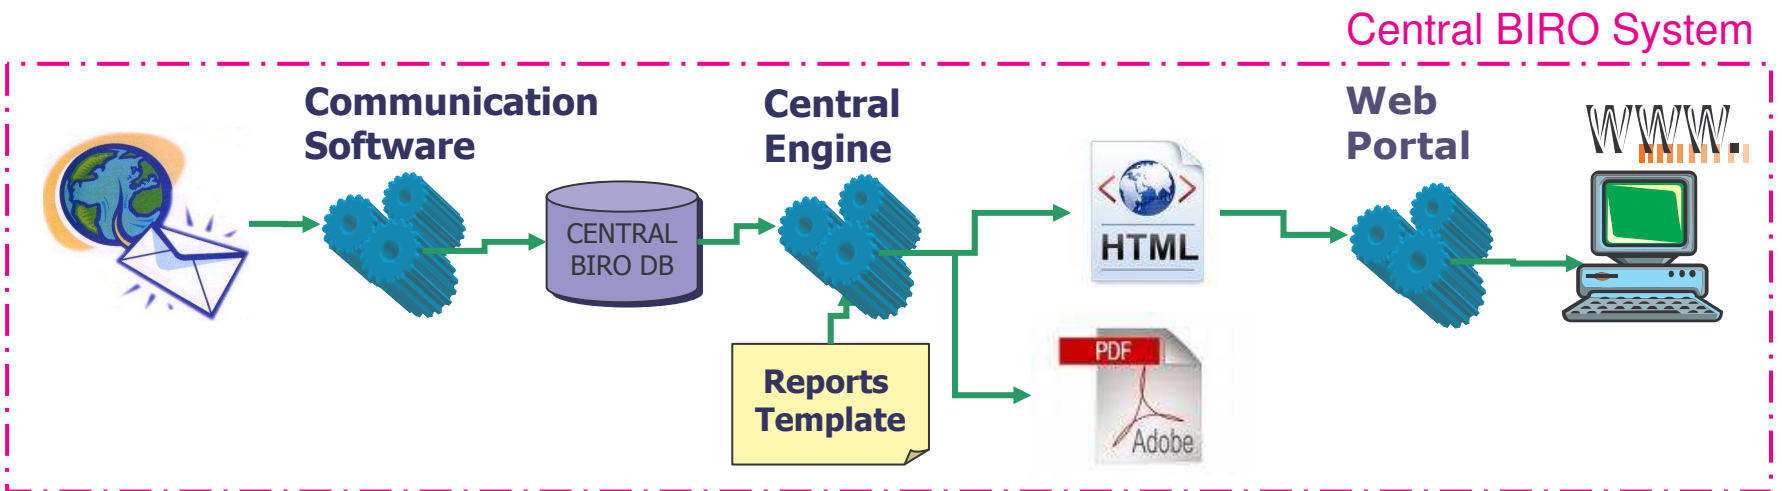 Central BIRO System
Communication
Software
Central
Engine
Web
Portal
WWW.
CENTRAL
BIRO DB
HTML
PDF
Adobe
Reports
Template